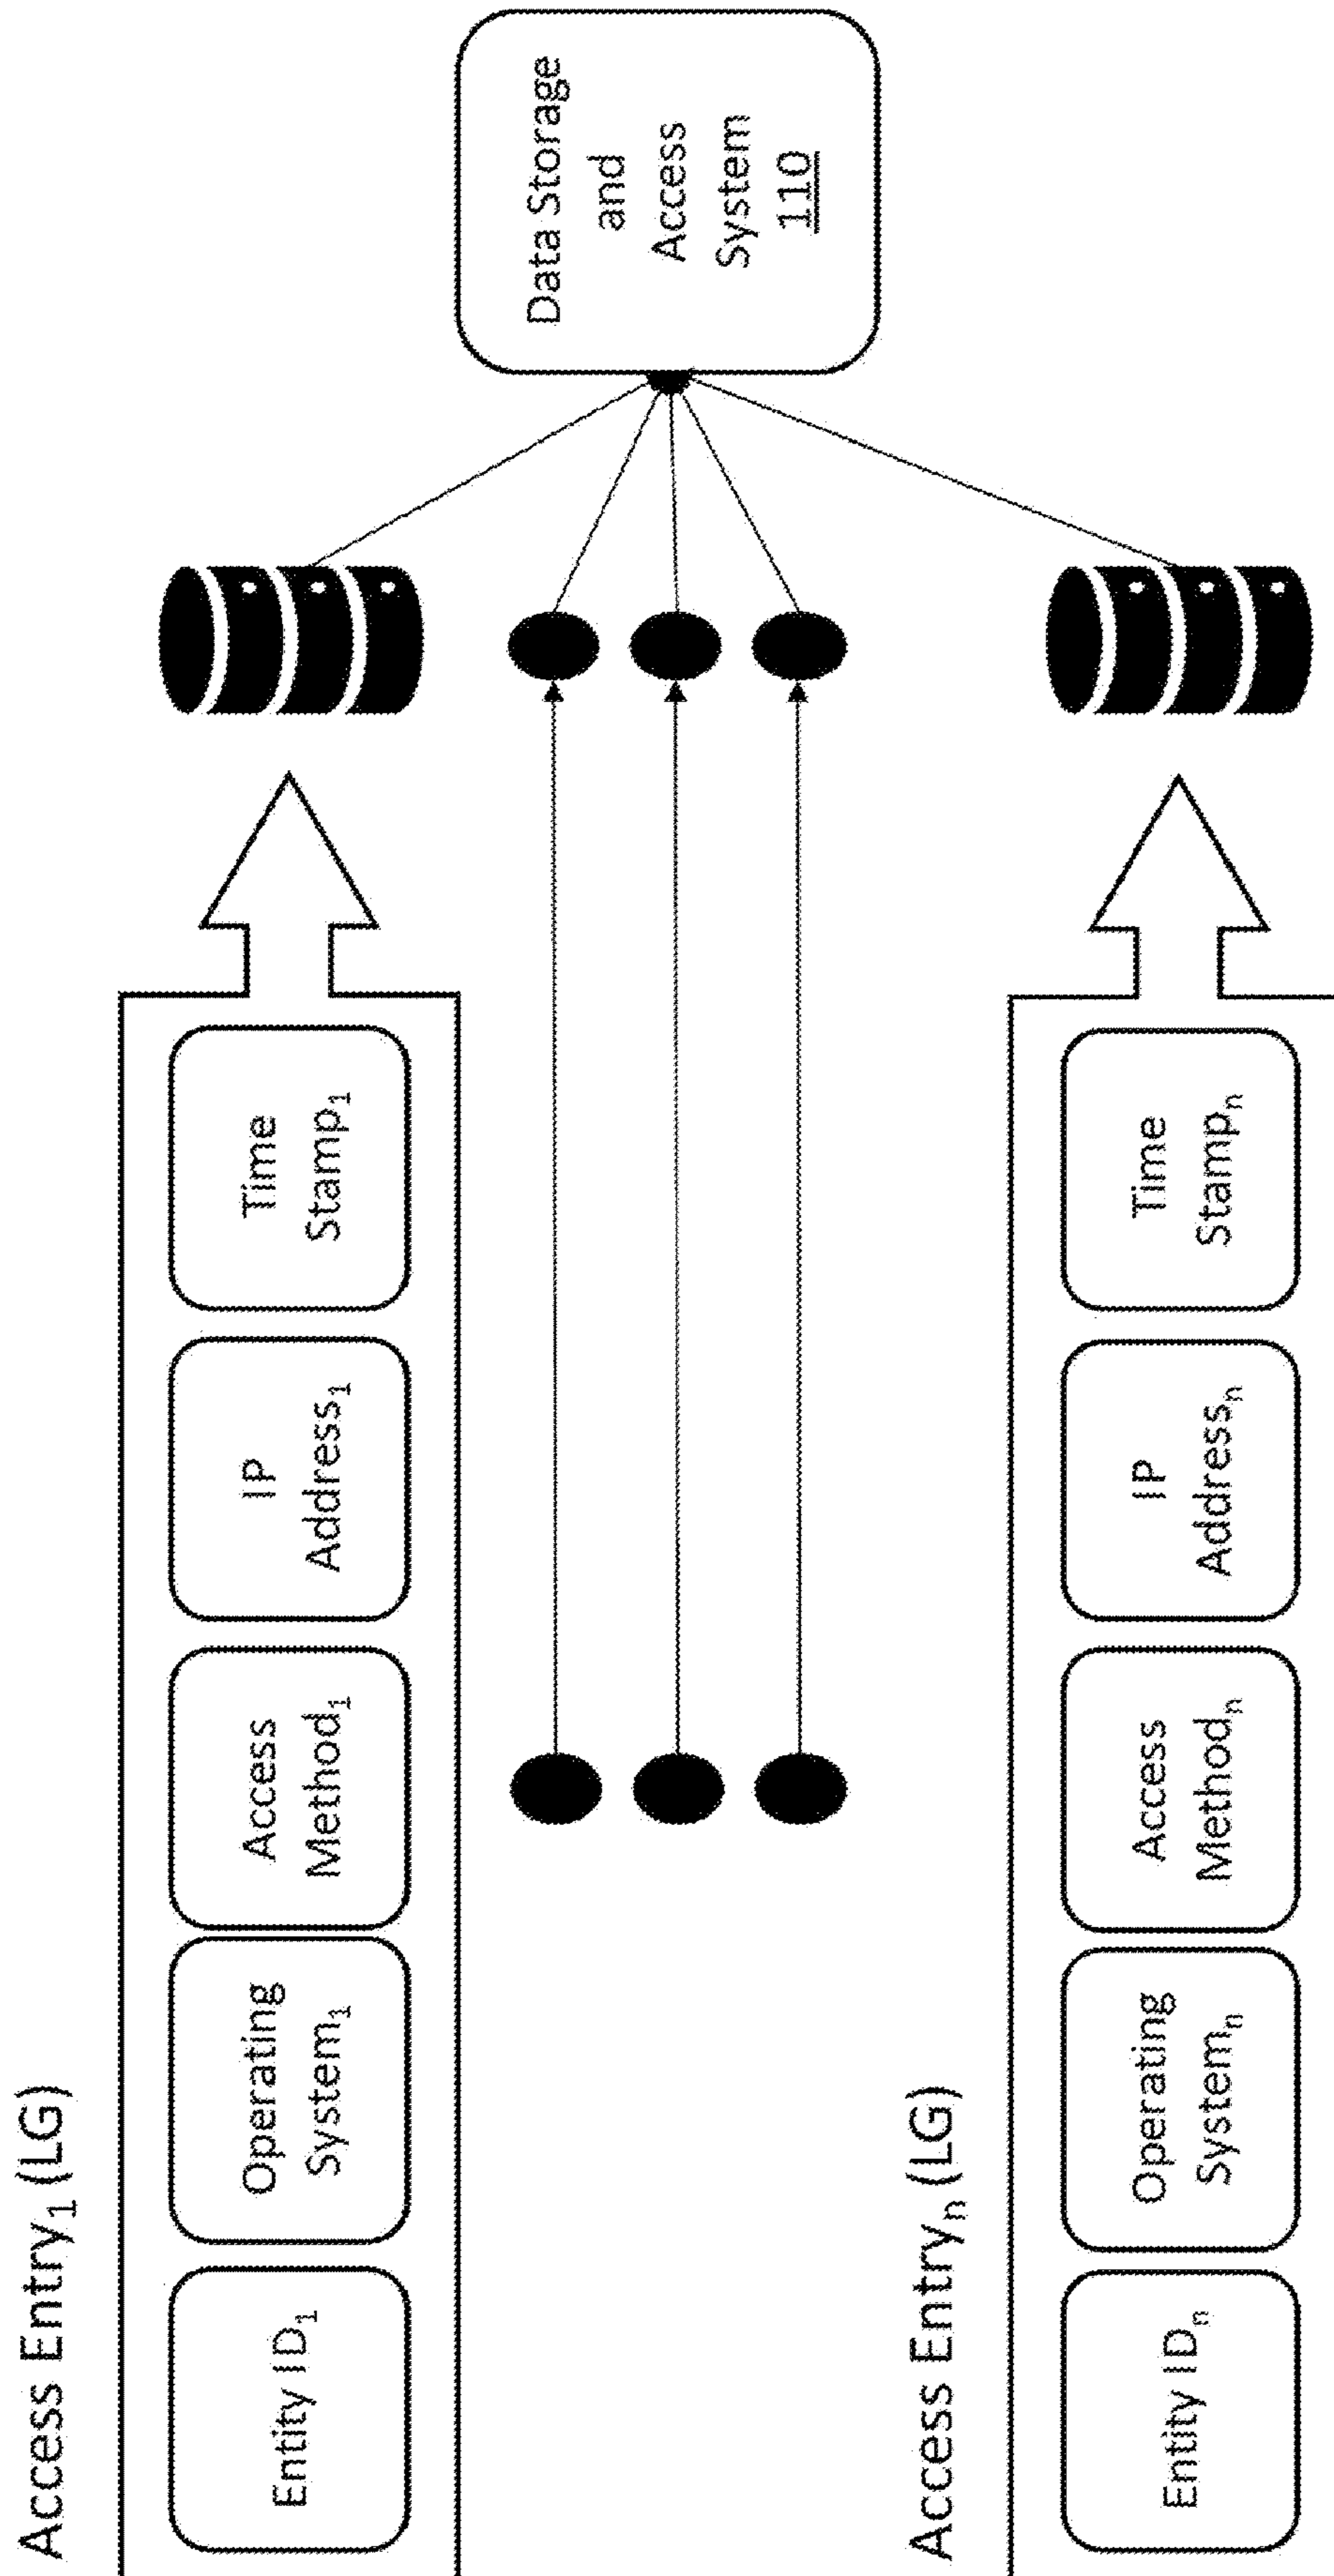 Access Entry₁ (LG)
Entity ID₁
Operating
System₁
Access
Method₁
IP
Address₁
Time
Stamp₁
Data Storage
and
Access
System
110
Access Entryₙ (LG)
Entity IDₙ
Operating
Systemₙ
Access
Methodₙ
IP
Addressₙ
Time
Stampₙ